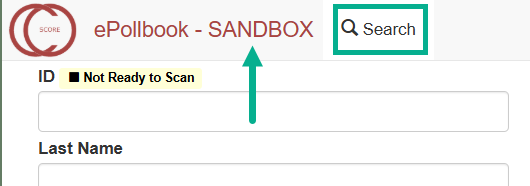 SCORE
ePollbook - SANDBOX
Search
ID
Not Ready to Scan
Last Name